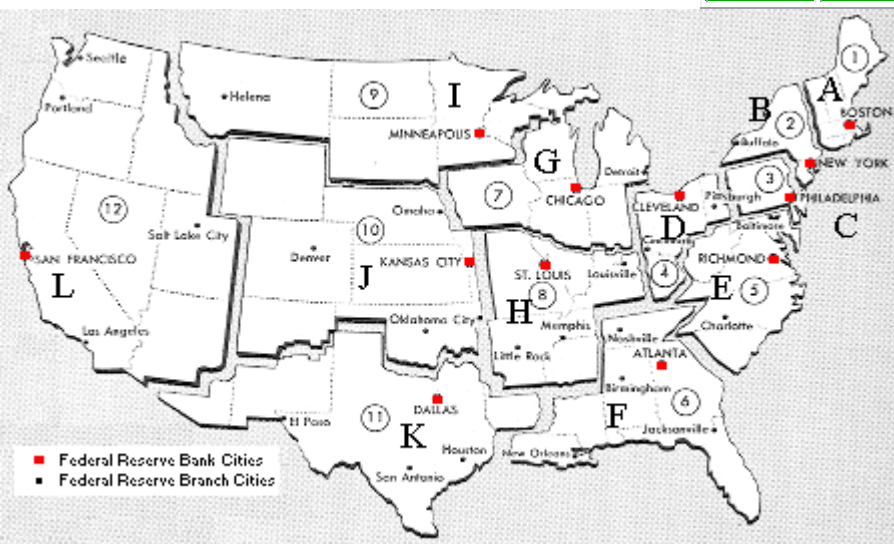 1
Seattle
A
9
Helena
I
B
Portland
BOSTON
2
MINNEAPOLIS
Buffalo
G
NEW YORK
Detroit
3
7
CHICAGO
CLEVELAND
Pittsburgh
PHILADELPHIA
12
Omaha
D
C
Salt Lake City
10
Baltimore
Cincinnati
Denver
KANSAS CITY
SAN FRANCISCO
ST. LOUIS
Louisville
4
RICHMOND
L
J
8
E
5
H
Oklahoma City
Memphis
Charlotte
Los Angeles
Nashville
Little Rock
ATLANTA
Birmingham
6
El Paso
11
DALLAS
F
K
Jacksonville
Houston
New Orleans
San Antonio
Federal Reserve Bank Cities
Federal Reserve Branch Cities